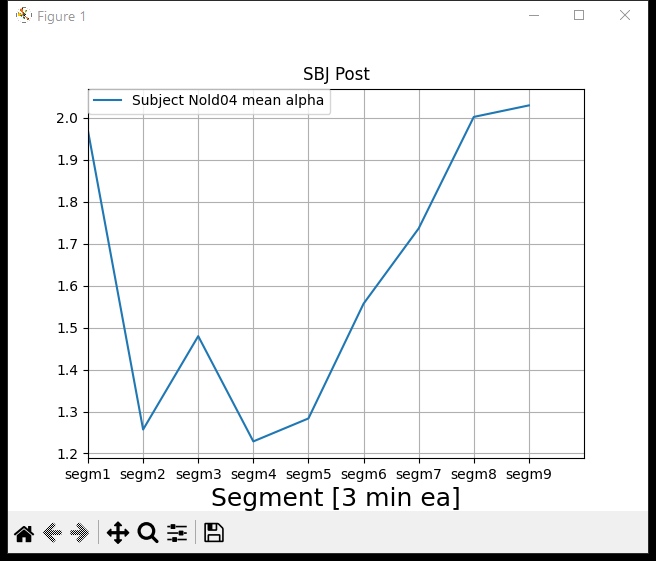 Figure 1
SBJ Post
Subject Nold04 mean alpha
2.0
1.9
1.8
1.7
1.6
1.5
1.4
1.3
1.2
segm1 segm2 segm3 segm4 segm5 segm6 segm7 segm8 segm9
Segment [3 min ea]